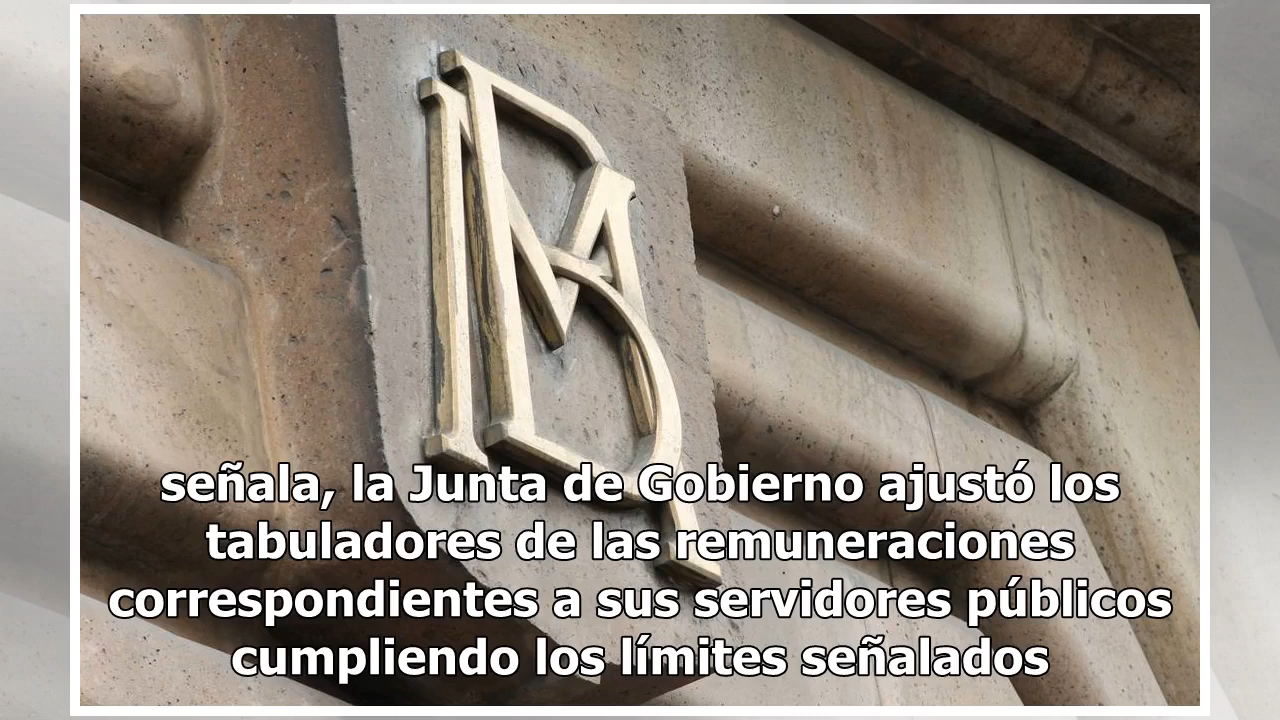 señala, la Junta de Gobierno ajustó los
tabuladores de las remuneraciones
correspondientes a sus servidores públicos
cumpliendo los límites señalados